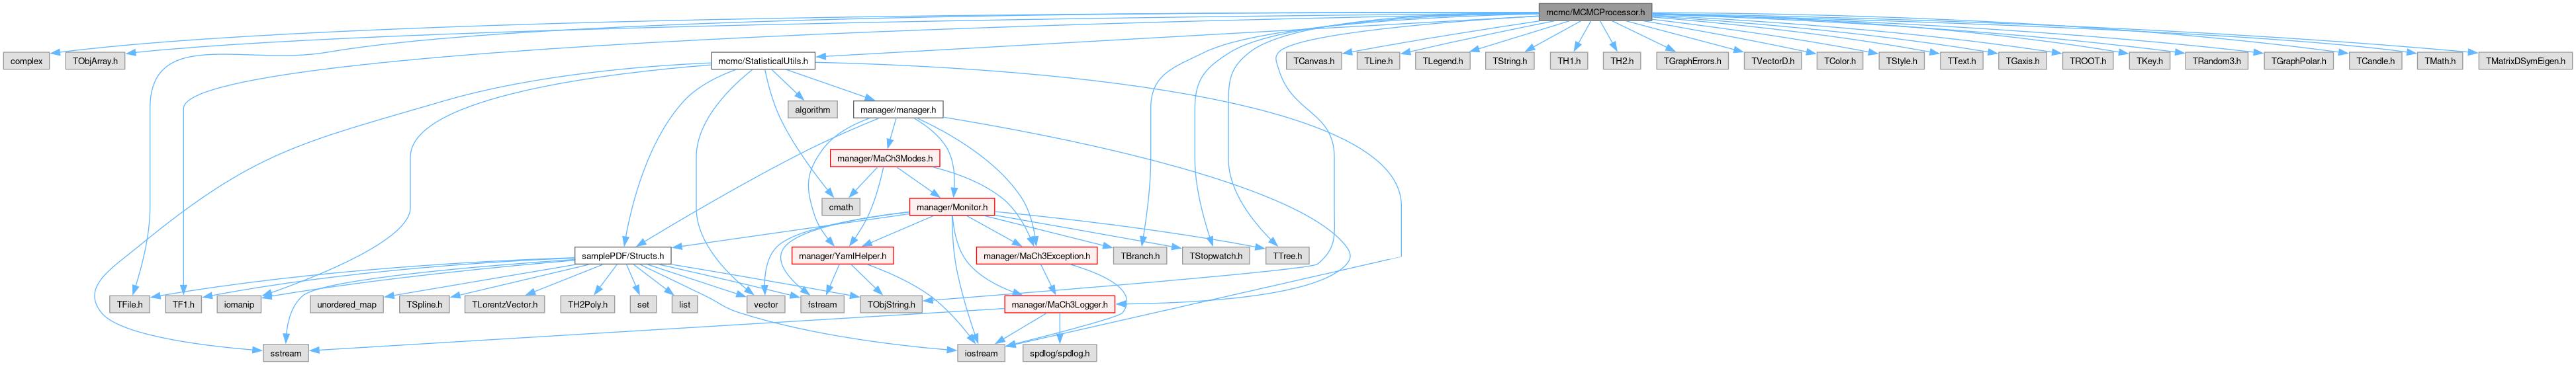 mcmc/MCMCProcessor.h
complex
TObjArray.h
mcmc/StatisticalUtils.h
TCanvas.h
TLine.h
TLegend.h
TString.h
TH1.h
TH2.h
TGraphErrors.h
TVectorD.h
TColor.h
TStyle.h
TText.h
TGaxis.h
TROOT.h
TKey.h
TRandom3.h
TGraphPolar.h
TCandle.h
TMath.h
TMatrixDSymEigen.h
algorithm
manager/manager.h
manager/MaCh3Modes.h
cmath
manager/Monitor.h
samplePDF/Structs.h
manager/YamlHelper.h
manager/MaCh3Exception.h
TBranch.h
TStopwatch.h
TTree.h
TFile.h
TF1.h
iomanip
unordered_map
TSpline.h
TLorentzVector.h
TH2Poly.h
set
list
vector
fstream
TObjString.h
manager/MaCh3Logger.h
sstream
iostream
spdlog/spdlog.h